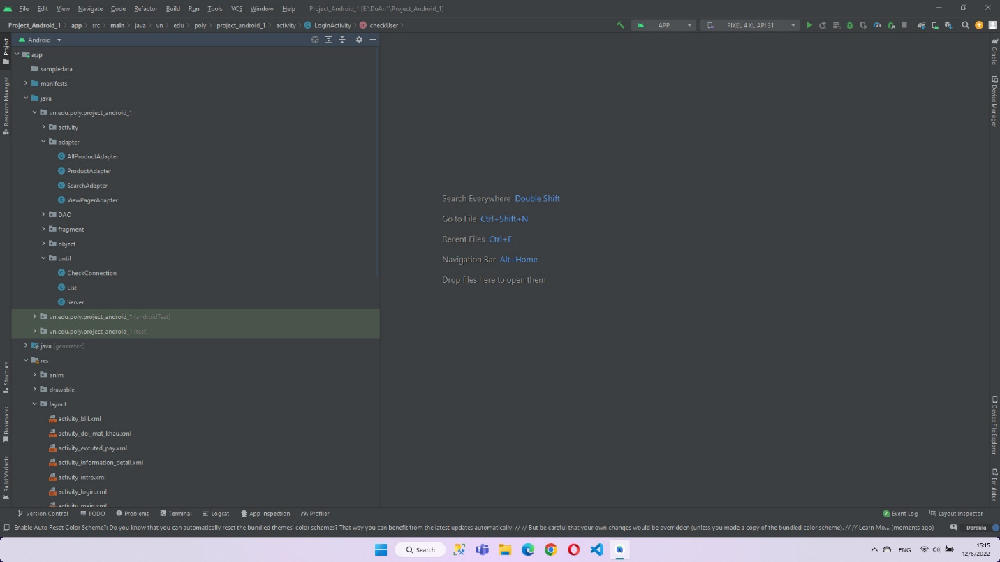 File Edit View Navigate Code Refactor Build Run Tools VCS Window Help Project_Android_1 [E:\DuAn1\Project_Android_1]
Project_Android_1 app src main java vn edu poly project_android_1 activity LoginActivity checkUser APP PIXEL 4 XL API 31
Android
app
sampledata
manifests
java
vn.edu.poly.project_android_1
activity
adapter
AllProductAdapter
ProductAdapter
SearchAdapter
ViewPagerAdapter
DAO
fragment
object
until
CheckConnection
List
Server
vn.edu.poly.project_android_1 (androidTest)
vn.edu.poly.project_android_1 (test)
java (generated)
res
anim
drawable
layout
activity_bill.xml
activity_doi_mat_khau.xml
activity_excuted_pay.xml
activity_information_detail.xml
activity_intro.xml
activity_login.xml
activity_main.xml
Project
Resource Manager
Structure
Bookmarks
Build Variants
Search Everywhere Double Shift
Go to File Ctrl+Shift+N
Recent Files Ctrl+E
Navigation Bar Alt+Home
Drop files here to open them
Gradle
Device Manager
Device File Explorer
Emulator
Version Control TODO Problems Terminal Logcat App Inspection Profiler 2 Event Log Layout Inspector
Enable Auto Reset Color Scheme?: Do you know that you can automatically reset the bundled themes' color schemes? That way you can benefit from the latest updates automatically! // // But be careful that your own changes would be overridden (unless you made a copy of the bundled color scheme). // // Learn Mo... (moments ago) Darcula
Search ENG 15:15
12/6/2022